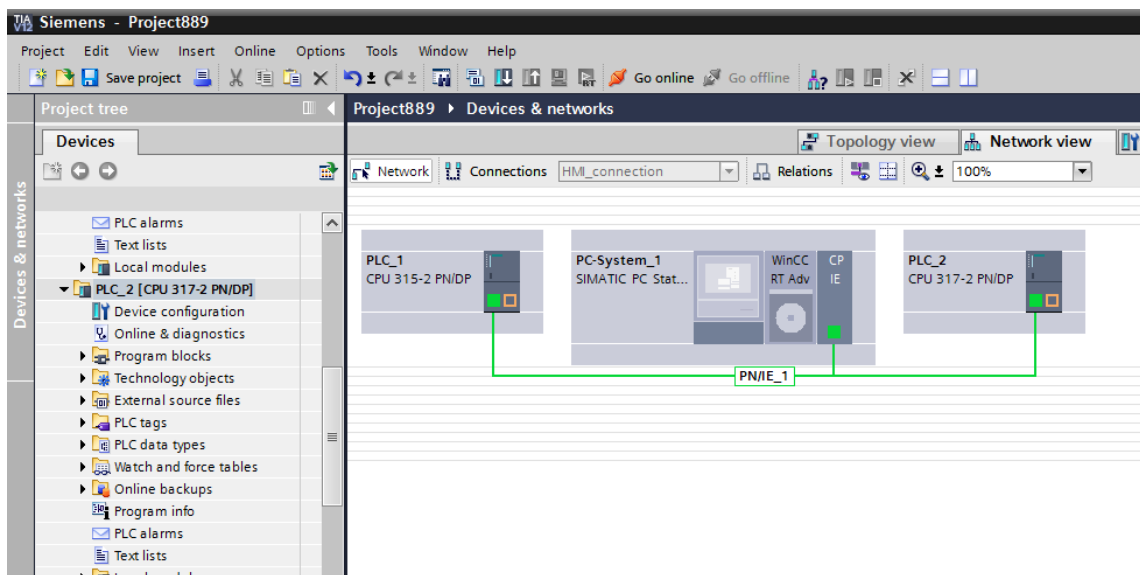 TIA V12 Siemens - Project889
Project Edit View Insert Online Options Tools Window Help
Save project Go online Go offline
Project tree
Project889 Devices & networks
Devices
Topology view Network view
Network Connections HMI_connection Relations 100%
Devices & networks
PLC alarms
Text lists
Local modules
PLC_2 [CPU 317-2 PN/DP]
Device configuration
Online & diagnostics
Program blocks
Technology objects
External source files
PLC tags
PLC data types
Watch and force tables
Online backups
Program info
PLC alarms
Text lists
PLC_1
CPU 315-2 PN/DP
PC-System_1
SIMATIC PC Stat...
WinCC
RT Adv
CP
IE
PLC_2
CPU 317-2 PN/DP
PN/IE_1